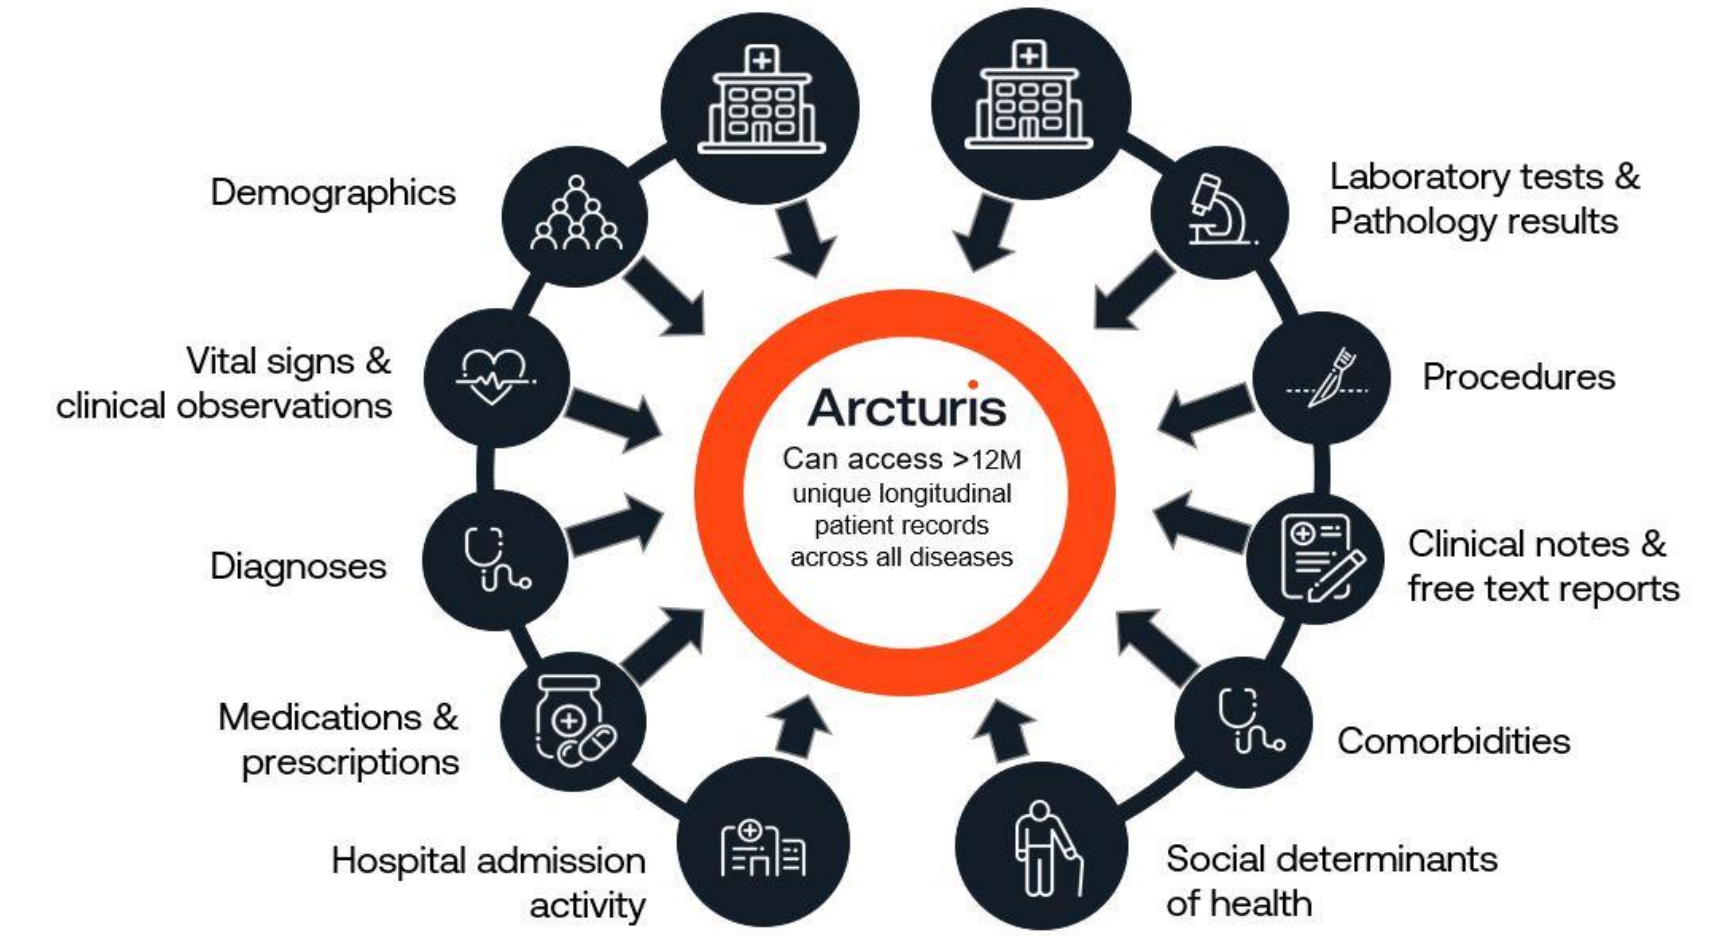 Demographics
Vital signs &
clinical observations
Diagnoses
Medications &
prescriptions
Hospital admission
activity
Arcturis
Can access >12M
unique longitudinal
patient records
across all diseases
Laboratory tests &
Pathology results
Procedures
Clinical notes &
free text reports
Comorbidities
Social determinants
of health